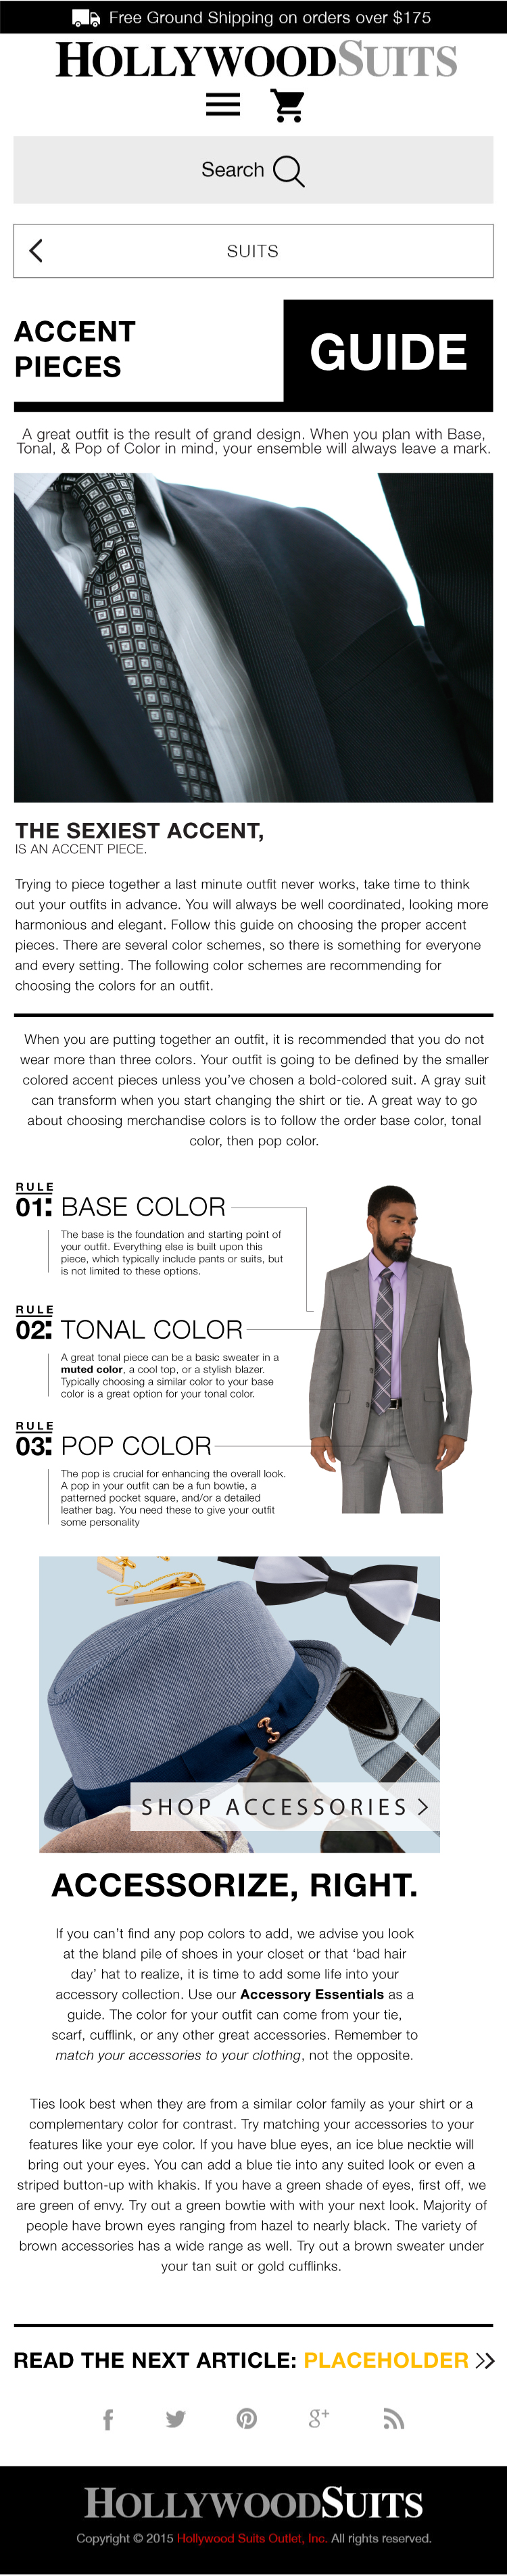 Free Ground Shipping on orders over $175
HOLLYWOODSUITS
Search
SUITS
ACCENT
PIECES
GUIDE
A great outfit is the result of grand design. When you plan with Base,
Tonal, & Pop of Color in mind, your ensemble will always leave a mark.
THE SEXIEST ACCENT,
IS AN ACCENT PIECE.
Trying to piece together a last minute outfit never works, take time to think
out your outfits in advance. You will always be well coordinated, looking more
harmonious and elegant. Follow this guide on choosing the proper accent
pieces. There are several color schemes, so there is something for everyone
and every setting. The following color schemes are recommending for
choosing the colors for an outfit.
When you are putting together an outfit, it is recommended that you do not
wear more than three colors. Your outfit is going to be defined by the smaller
colored accent pieces unless you've chosen a bold-colored suit. A gray suit
can transform when you start changing the shirt or tie. A great way to go
about choosing merchandise colors is to follow the order base color, tonal
color, then pop color.
RULE
01: BASE COLOR
The base is the foundation and starting point of
your outfit. Everything else is built upon this
piece, which typically include pants or suits, but
is not limited to these options.
RULE
02: TONAL COLOR
A great tonal piece can be a basic sweater in a
muted color, a cool top, or a stylish blazer.
Typically choosing a similar color to your base
color is a great option for your tonal color.
RULE
03: POP COLOR
The pop is crucial for enhancing the overall look.
A pop in your outfit can be a fun bowtie, a
patterned pocket square, and/or a detailed
leather bag. You need these to give your outfit
some personality
SHOP ACCESSORIES >
ACCESSORIZE, RIGHT.
If you can't find any pop colors to add, we advise you look
at the bland pile of shoes in your closet or that 'bad hair
day' hat to realize, it is time to add some life into your
accessory collection. Use our Accessory Essentials as a
guide. The color for your outfit can come from your tie,
scarf, cufflink, or any other great accessories. Remember to
match your accessories to your clothing, not the opposite.
Ties look best when they are from a similar color family as your shirt or a
complementary color for contrast. Try matching your accessories to your
features like your eye color. If you have blue eyes, an ice blue necktie will
bring out your eyes. You can add a blue tie into any suited look or even a
striped button-up with khakis. If you have a green shade of eyes, first off, we
are green of envy. Try out a green bowtie with with your next look. Majority of
people have brown eyes ranging from hazel to nearly black. The variety of
brown accessories has a wide range as well. Try out a brown sweater under
your tan suit or gold cufflinks.
READ THE NEXT ARTICLE: PLACEHOLDER >>
f g+
HOLLYWOODSUITS
Copyright © 2015 Hollywood Suits Outlet, Inc. All rights reserved.